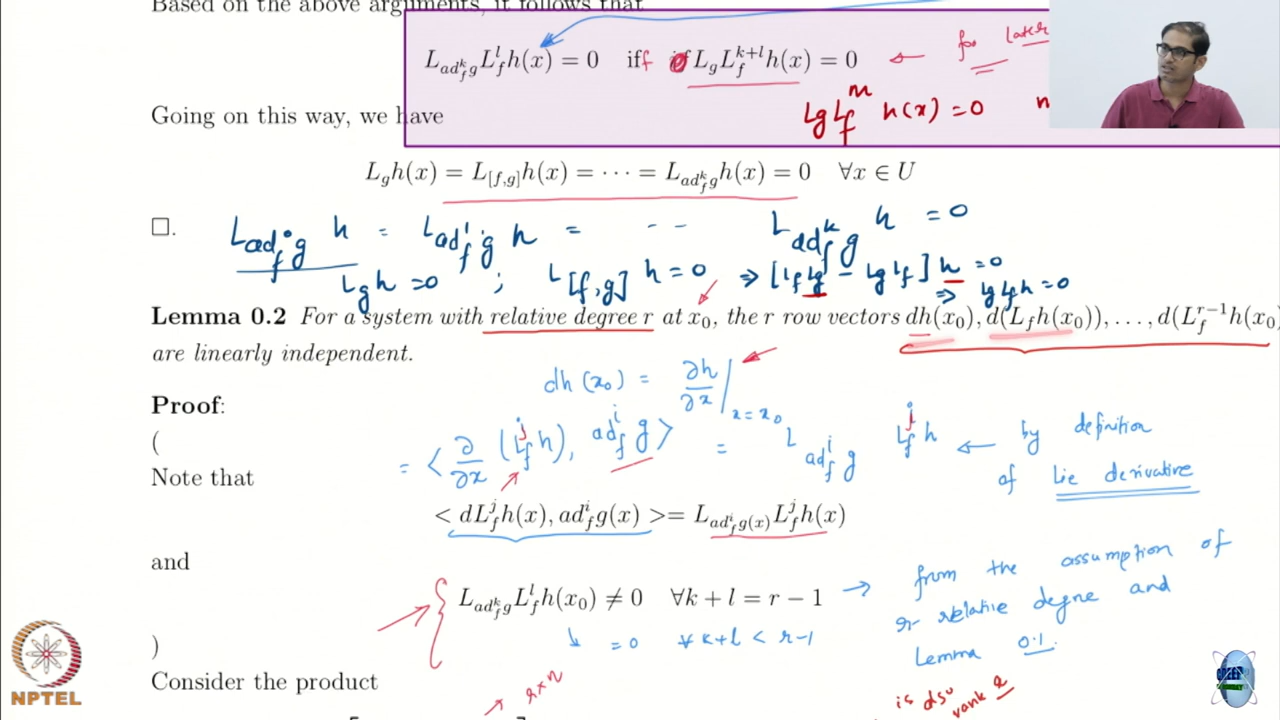 Based on the above arguments, it follows that
L_{ad_f^k g} L_f^l h(x) = 0 iff L_g L_f^{k+l} h(x) = 0 ← for later
L_g L_f^m h(x) = 0
Going on this way, we have
L_g h(x) = L_{[f,g]} h(x) = ··· = L_{ad_f^k g} h(x) = 0 ∀x ∈ U
□.
L_{ad_f^0 g} h = L_{ad_f^1 g} h = -- L_{ad_f^k g} h = 0
L_g h = 0 ; L_{[f,g]} h = 0 ⇒ [L_f L_g - L_g L_f] h = 0
⇒ L_g L_f h = 0
Lemma 0.2 For a system with relative degree r at x_0, the r row vectors dh(x_0), d(L_f h(x_0)), . . . , d(L_f^{r-1} h(x_0)
are linearly independent.
dh (x_0) = ∂h/∂x |_{x = x_0}
Proof:
(
= < ∂/∂x (L_f^j h), ad_f^i g > = L_{ad_f^i g} L_f^j h ← by definition
of Lie derivative
Note that
< dL_f^j h(x), ad_f^i g(x) >= L_{ad_f^i g(x)} L_f^j h(x)
and
L_{ad_f^k g} L_f^l h(x_0) ≠ 0 ∀k + l = r − 1 → from the assumption of
r relative degree and
Lemma 0.1
↓ = 0 ∀ k+l < r-1
)
Consider the product
r×n
is
rank r
NPTEL